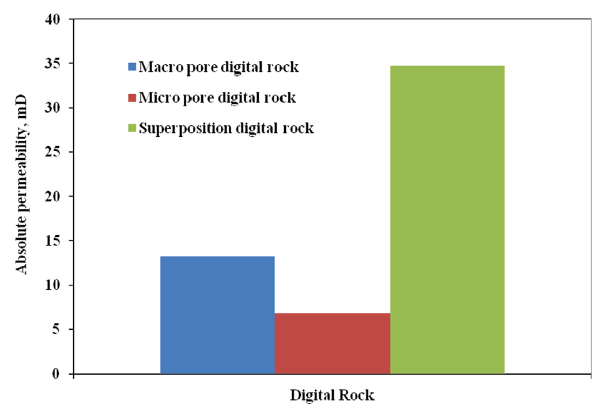 40
35
30
25
20
15
10
5
0
Absolute permeability, mD
Macro pore digital rock
Micro pore digital rock
Superposition digital rock
Digital Rock